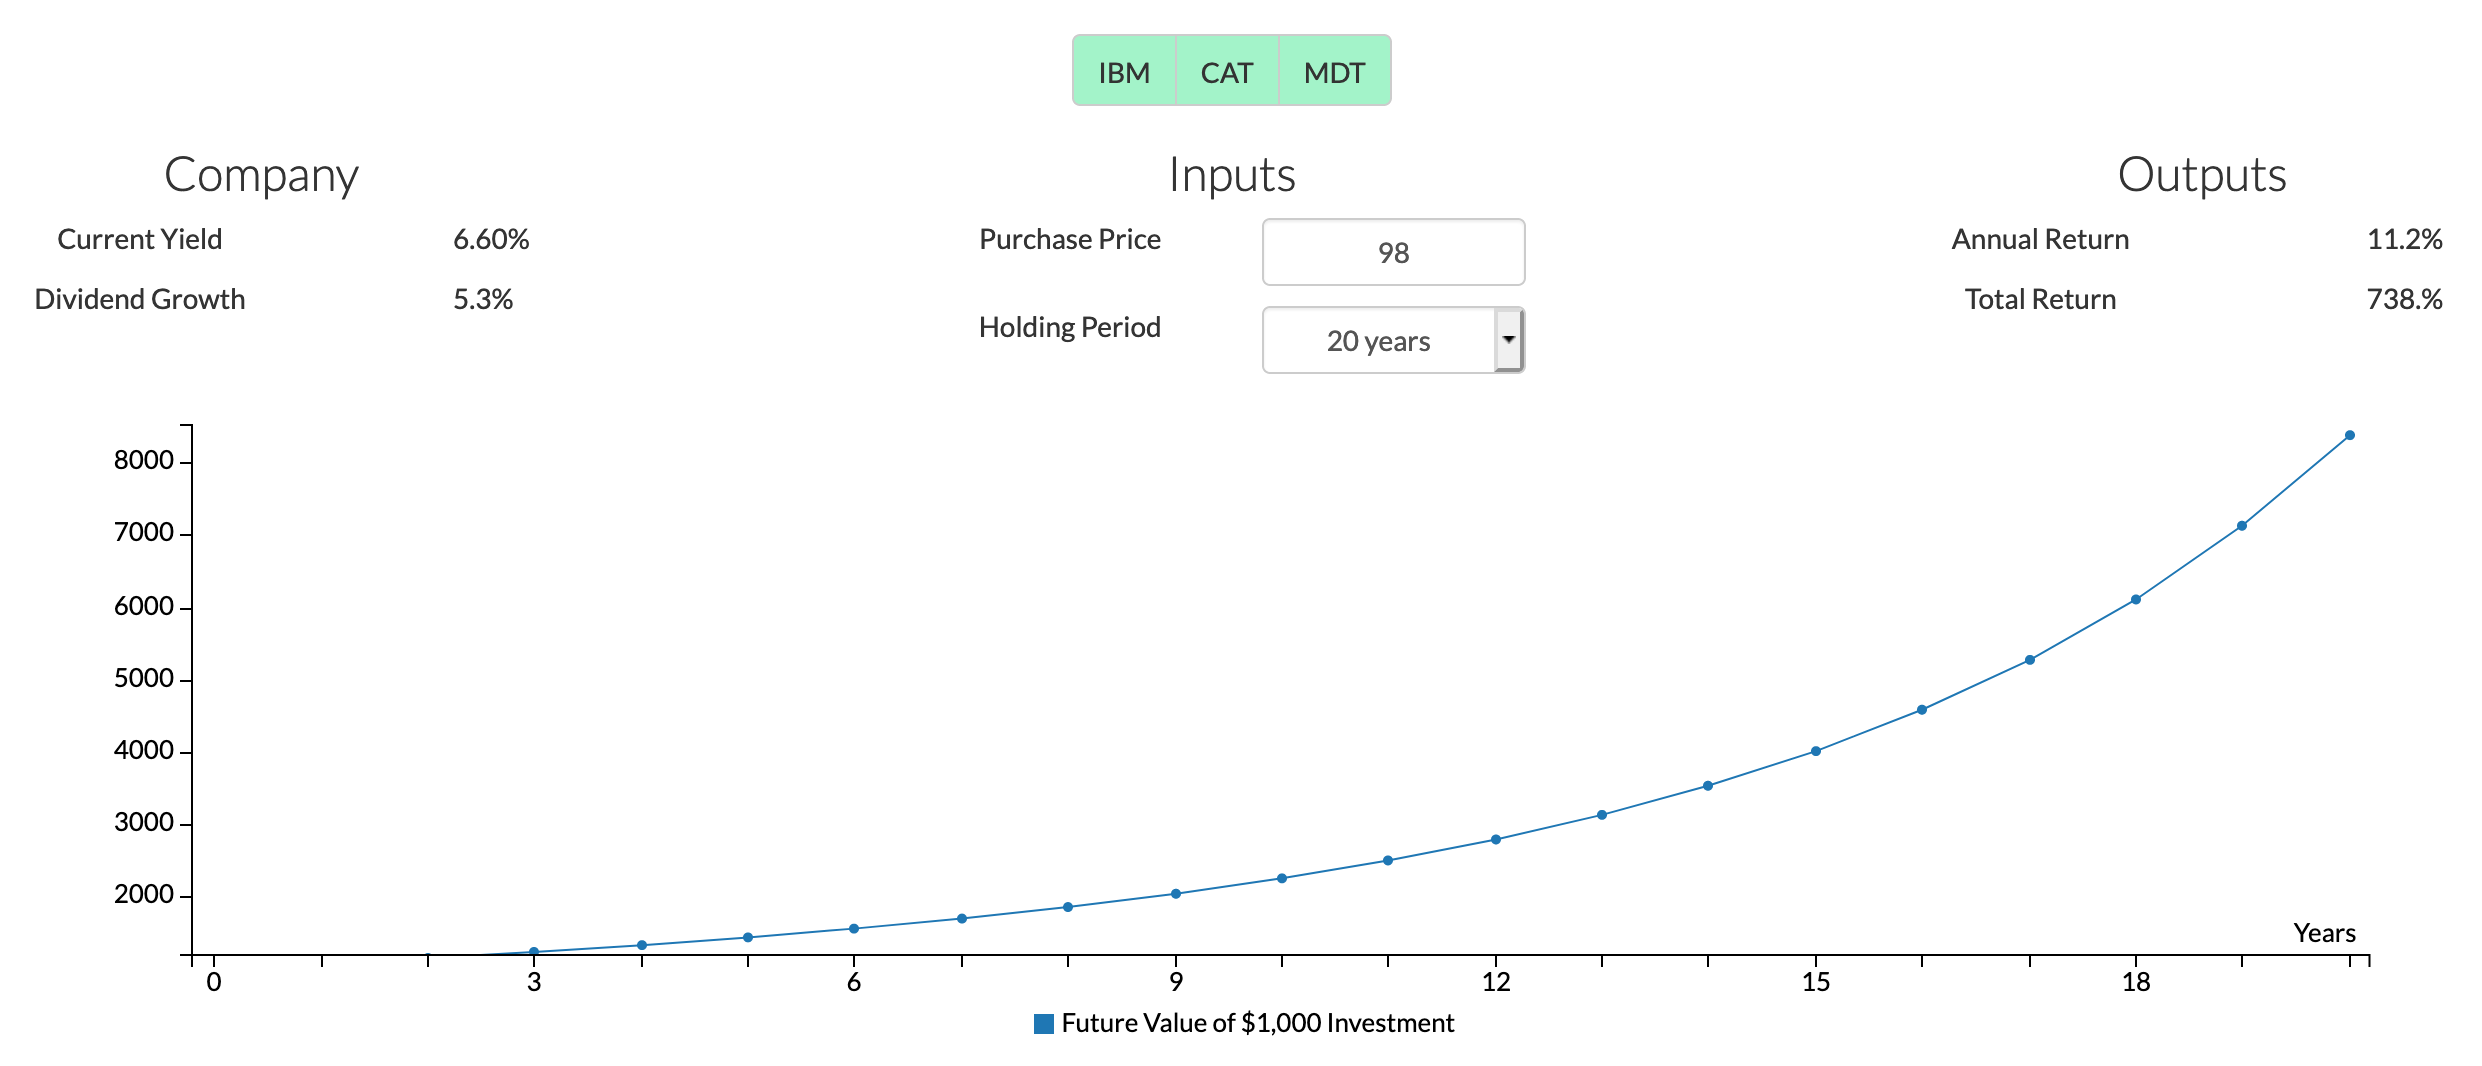 IBM CAT MDT
Company
Current Yield 6.60%
Dividend Growth 5.3%
Inputs
Purchase Price 98
Holding Period 20 years
Outputs
Annual Return 11.2%
Total Return 738.%
8000
7000
6000
5000
4000
3000
2000
Years
0 3 6 9 12 15 18
Future Value of $1,000 Investment